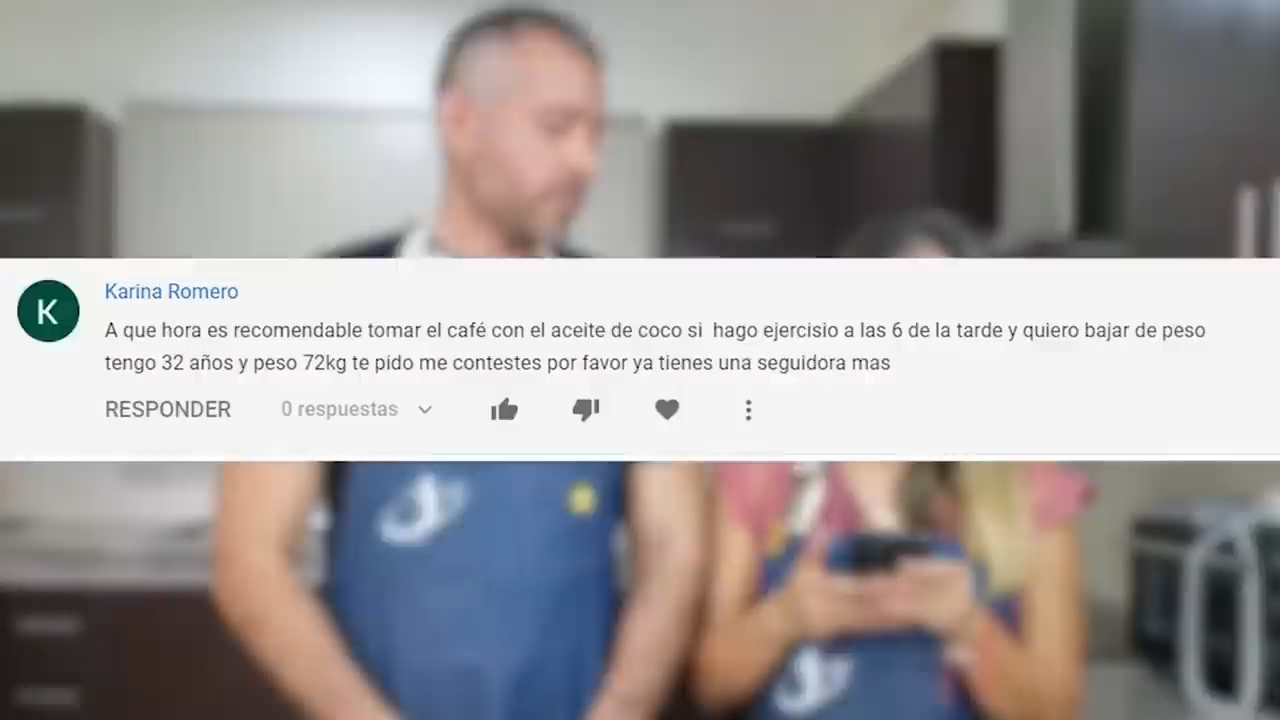 K
Karina Romero
A que hora es recomendable tomar el café con el aceite de coco si  hago ejercisio a las 6 de la tarde y quiero bajar de peso
tengo 32 años y peso 72kg te pido me contestes por favor ya tienes una seguidora mas
RESPONDER 0 respuestas